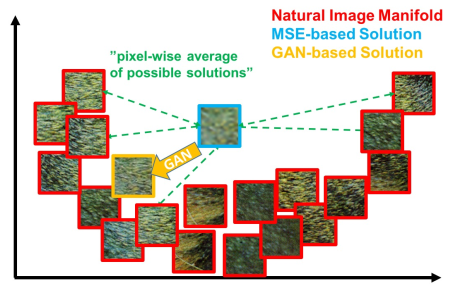 Natural Image Manifold
MSE-based Solution
GAN-based Solution
"pixel-wise average
of possible solutions"
GAN